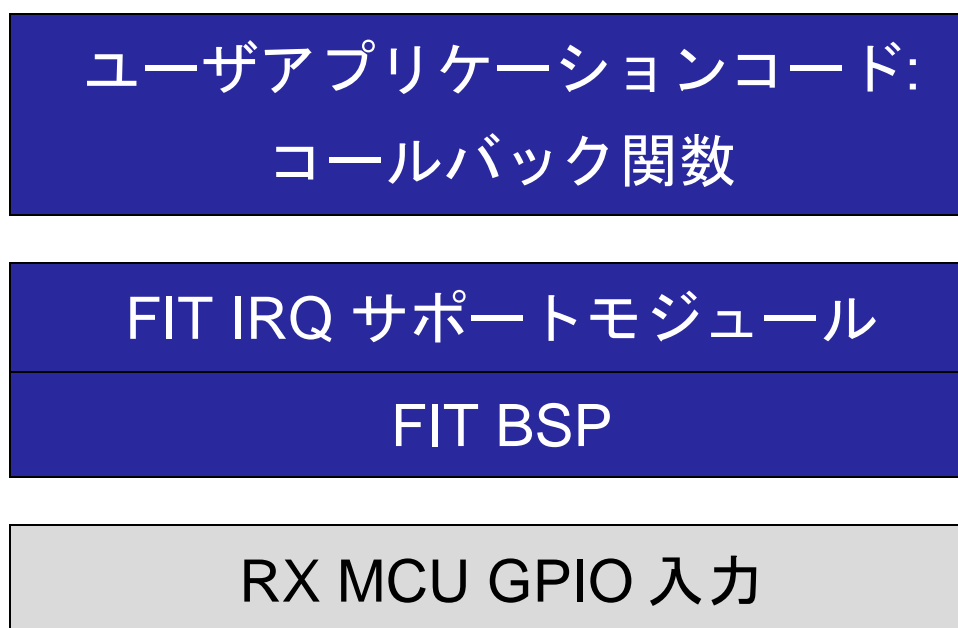 ユーザアプリケーションコード:
コールバック関数
FIT IRQ サポートモジュール
FIT BSP
RX MCU GPIO 入力